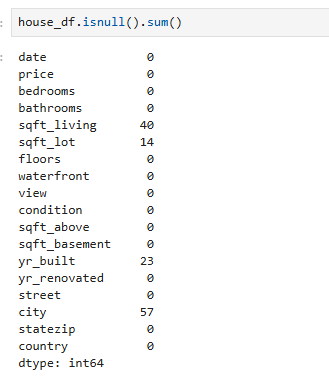 house_df.isnull().sum()
date 0
price 0
bedrooms 0
bathrooms 0
sqft_living 40
sqft_lot 14
floors 0
waterfront 0
view 0
condition 0
sqft_above 0
sqft_basement 0
yr_built 23
yr_renovated 0
street 0
city 57
statezip 0
country 0
dtype: int64